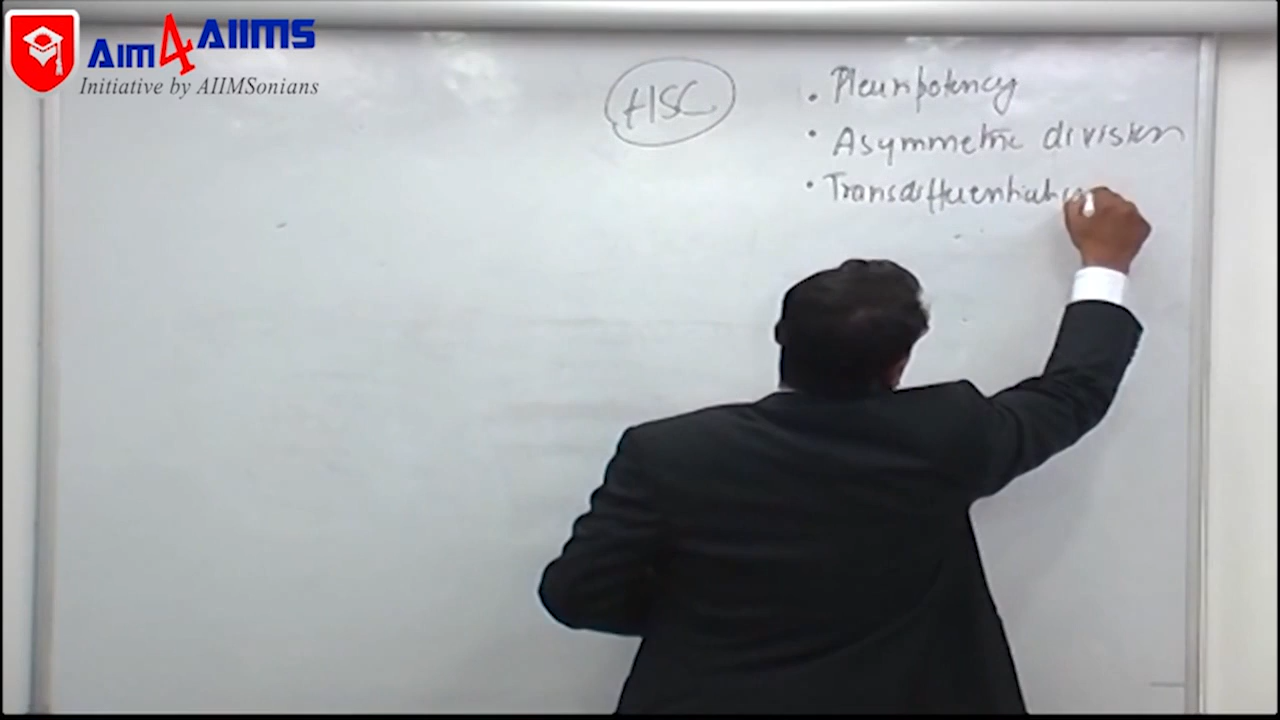 Aim4AIIMS
Initiative by AIIMSonians
HSC
• Pleuripotency
• Asymmetric division
• Transdifferentiation